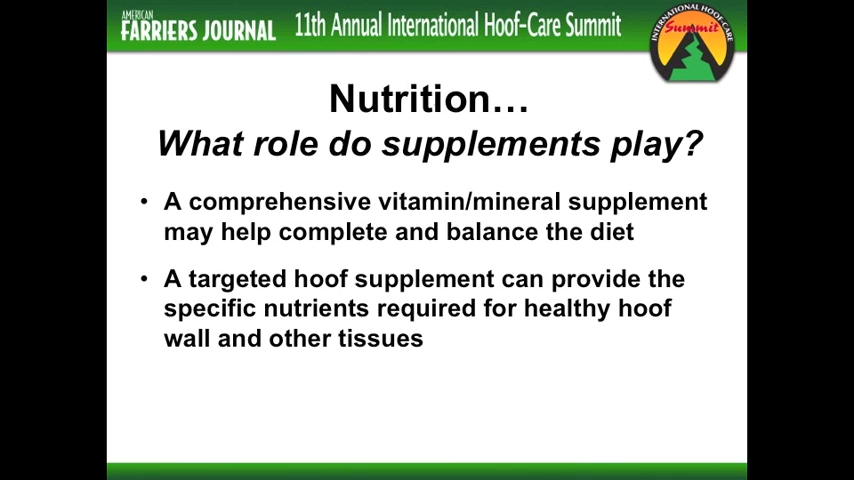 AMERICAN
FARRIERS JOURNAL
11th Annual International Hoof-Care Summit
INTERNATIONAL HOOF-CARE
Summit
Nutrition…
What role do supplements play?
• A comprehensive vitamin/mineral supplement
may help complete and balance the diet
• A targeted hoof supplement can provide the
specific nutrients required for healthy hoof
wall and other tissues